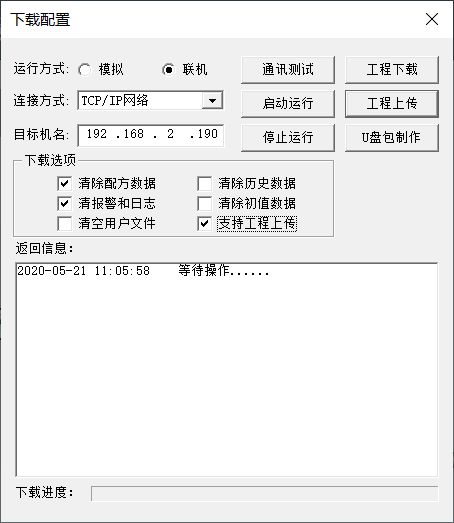 下载配置
运行方式: 模拟 联机 通讯测试 工程下载
连接方式: TCP/IP网络 启动运行 工程上传
目标机名: 192 .168 . 2 .190 停止运行 U盘包制作
下载选项
清除配方数据 清除历史数据
清报警和日志 清除初值数据
清空用户文件 支持工程上传
返回信息:
2020-05-21 11:05:58 等待操作......
下载进度: